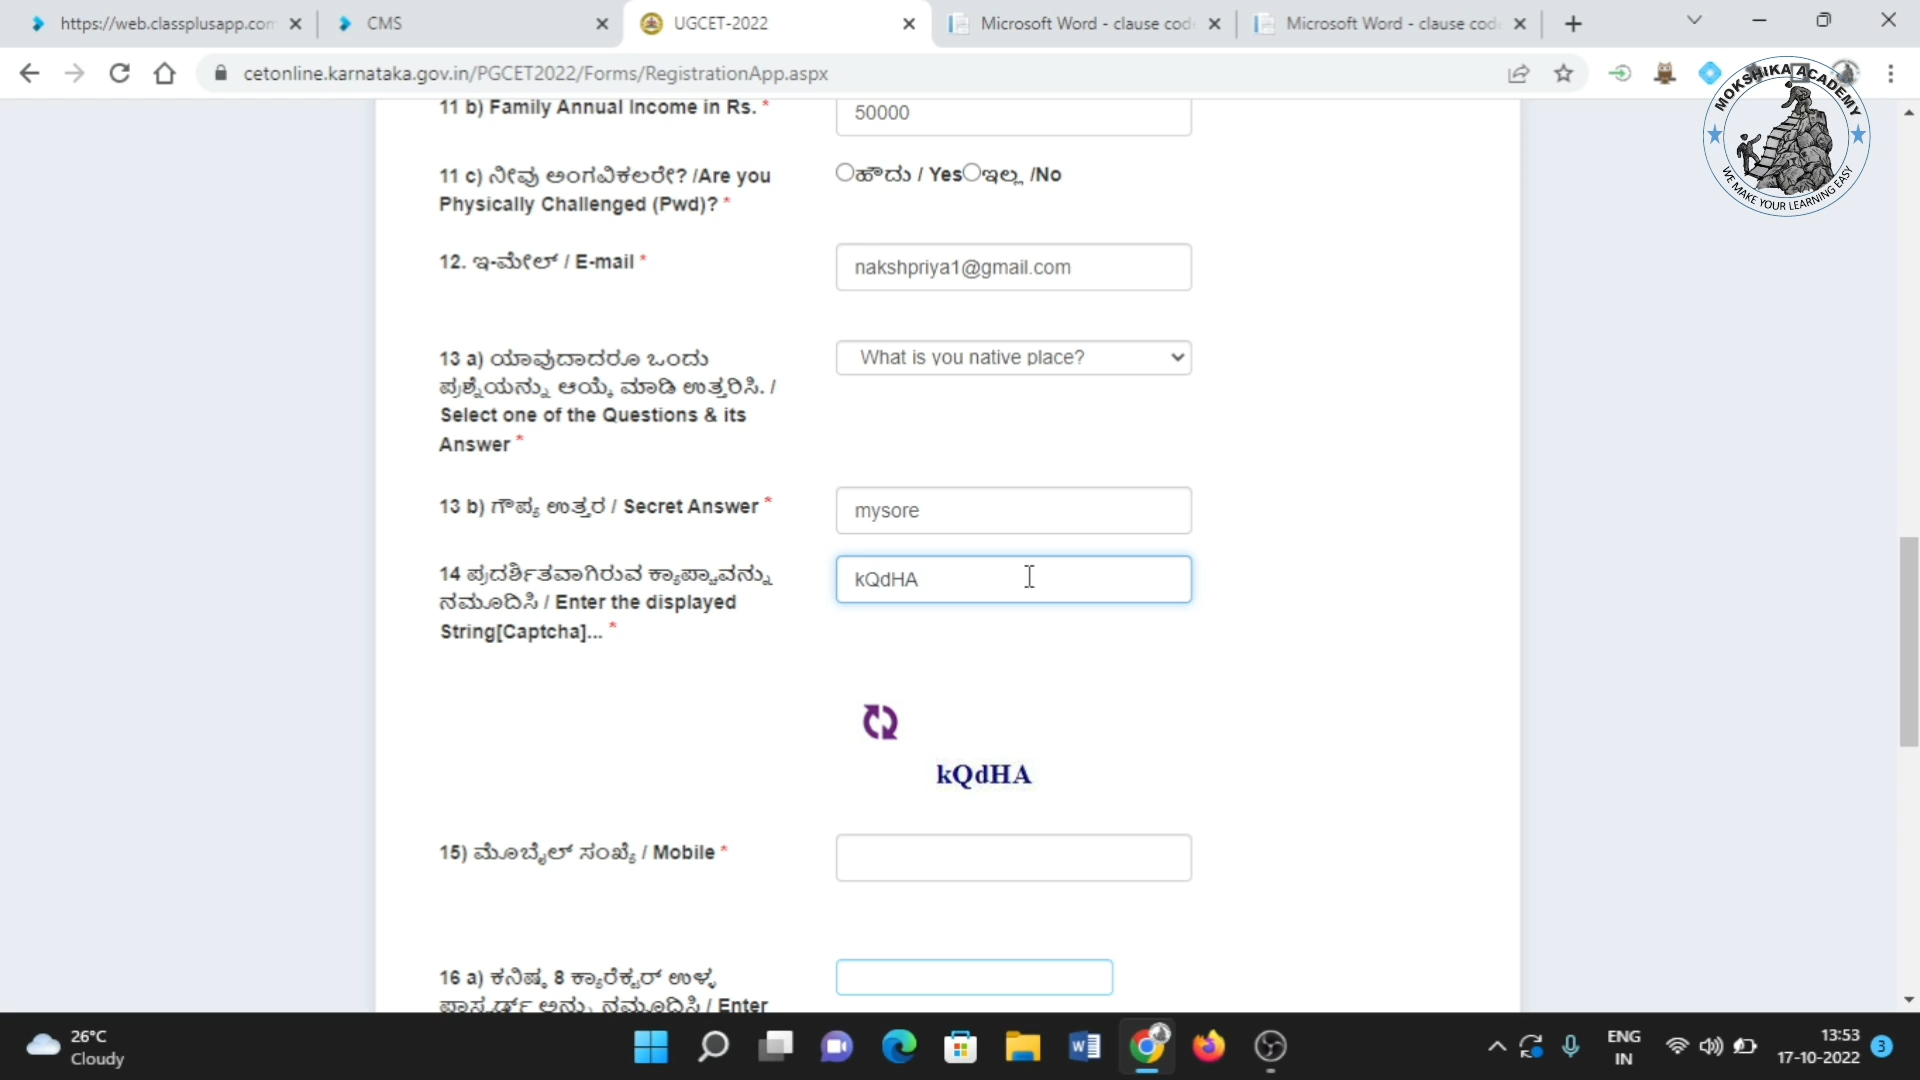 https://web.classplusapp.com
CMS
UGCET-2022
Microsoft Word - clause cod
Microsoft Word - clause cod
cetonline.karnataka.gov.in/PGCET2022/Forms/RegistrationApp.aspx
MOKSHIKA ACADEMY
WE MAKE YOUR LEARNING EASY
11 b) Family Annual Income in Rs. *
50000
11 c) ನೀವು ಅಂಗವಿಕಲರೇ? /Are you
Physically Challenged (Pwd)? *
ಹೌದು / Yes ಇಲ್ಲ /No
12. ಇ-ಮೇಲ್ / E-mail *
nakshpriya1@gmail.com
13 a) ಯಾವುದಾದರೂ ಒಂದು
ಪ್ರಶ್ನೆಯನ್ನು ಆಯ್ಕೆ ಮಾಡಿ ಉತ್ತರಿಸಿ. /
Select one of the Questions & its
Answer *
What is you native place?
13 b) ಗೌಪ್ಯ ಉತ್ತರ / Secret Answer *
mysore
14 ಪ್ರದರ್ಶಿತವಾಗಿರುವ ಕ್ಯಾಪ್ಚಾವನ್ನು
ನಮೂದಿಸಿ / Enter the displayed
String[Captcha]... *
kQdHA
kQdHA
15) ಮೊಬೈಲ್ ಸಂಖ್ಯೆ / Mobile *
16 a) ಕನಿಷ್ಠ 8 ಕ್ಯಾರೆಕ್ಟರ್ ಉಳ್ಳ
ಪಾಸ್ವರ್ಡ್ ಅನ್ನು ನಮೂದಿಸಿ / Enter
26°C
Cloudy
ENG
IN
13:53
17-10-2022
3